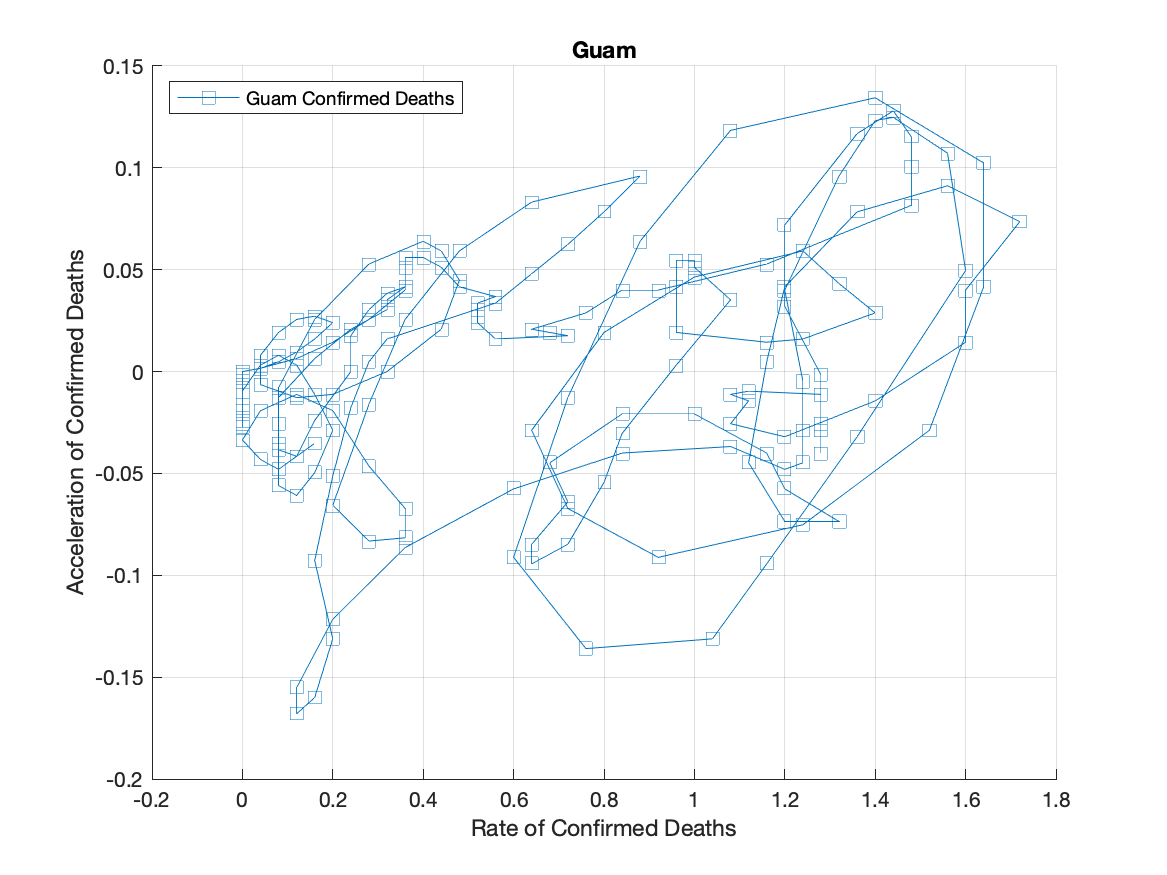 Guam
Guam Confirmed Deaths
0.15
0.1
0.05
0
-0.05
-0.1
-0.15
-0.2
Acceleration of Confirmed Deaths
-0.2 0 0.2 0.4 0.6 0.8 1 1.2 1.4 1.6 1.8
Rate of Confirmed Deaths